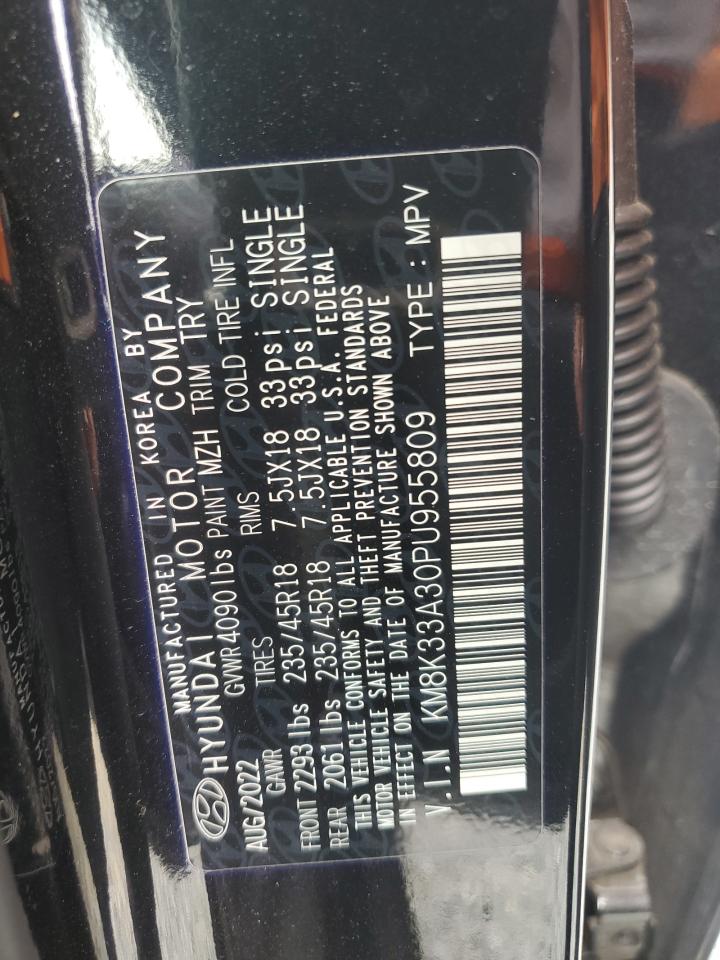 MANUFACTURED IN KOREA BY
HYUNDAI MOTOR COMPANY
AUG/2022 GVWR4090lbs PAINT MZH TRIM TRY
GAWR TIRES RIMS COLD TIRE INFL
FRONT 2293 lbs 235/45R18 7.5JX18 33psi SINGLE
REAR 2061 lbs 235/45R18 7.5JX18 33psi SINGLE
THIS VEHICLE CONFORMS TO ALL APPLICABLE U.S.A. FEDERAL
MOTOR VEHICLE SAFETY AND THEFT PREVENTION STANDARDS
IN EFFECT ON THE DATE OF MANUFACTURE SHOWN ABOVE
V.I.N KM8K33A30PU955809 TYPE : MPV